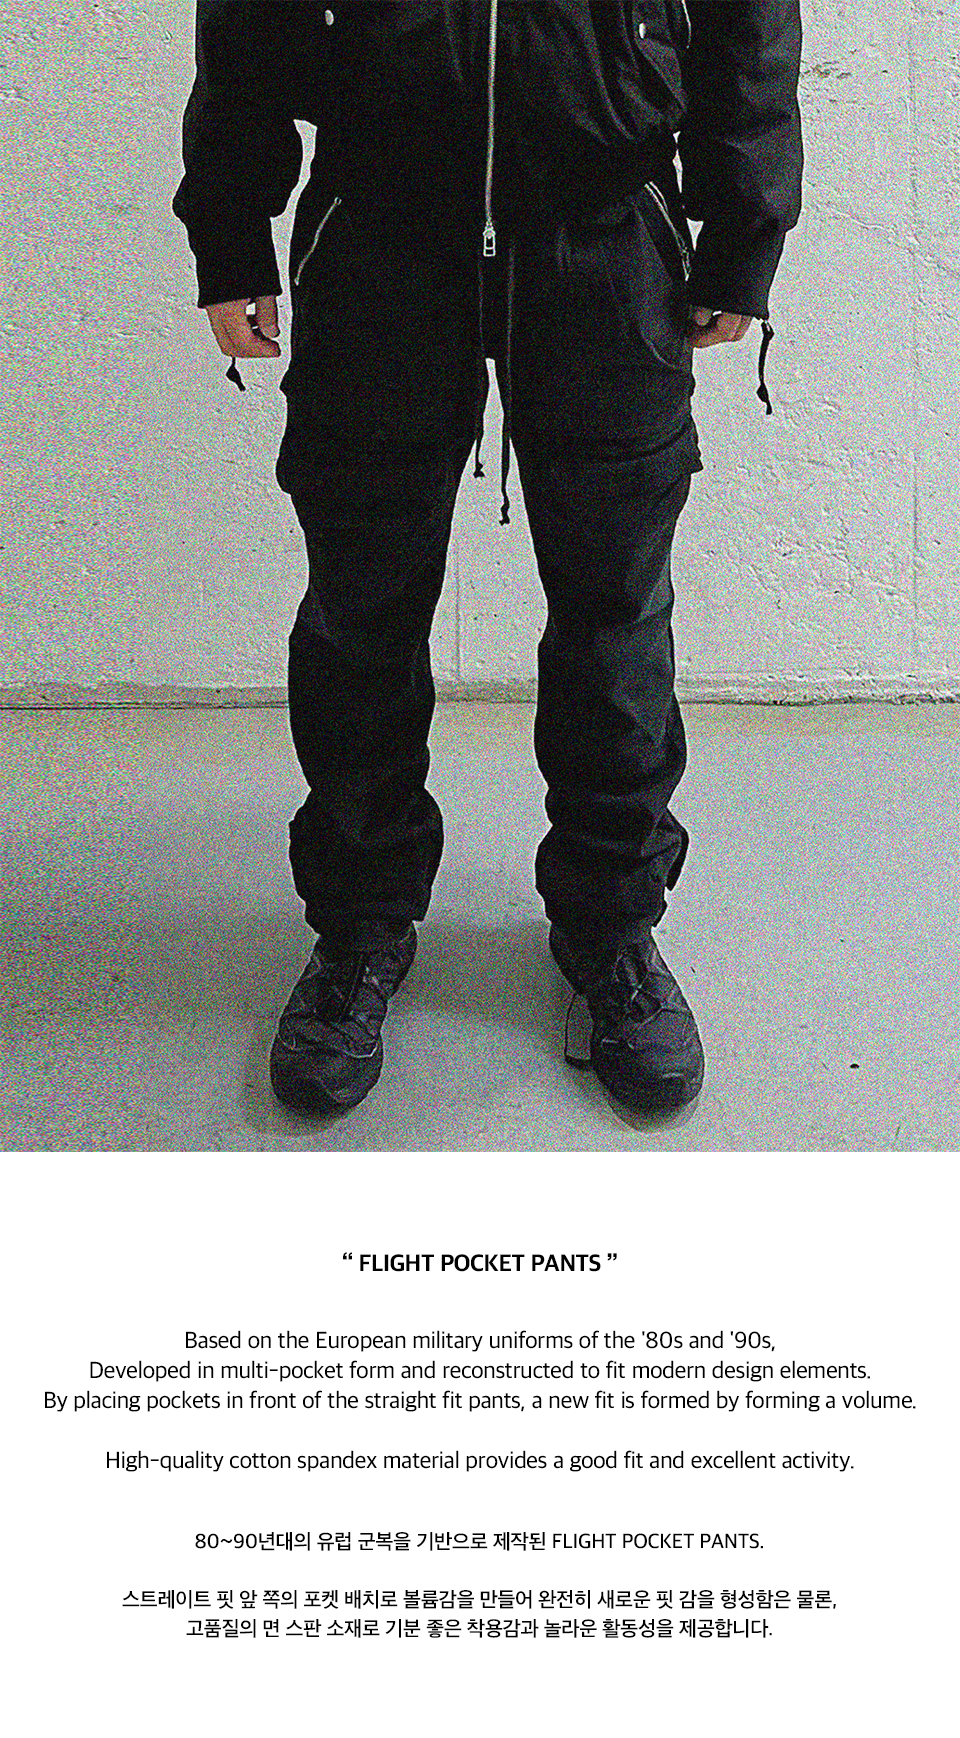 “ FLIGHT POCKET PANTS ”
Based on the European military uniforms of the '80s and '90s,
Developed in multi-pocket form and reconstructed to fit modern design elements.
By placing pockets in front of the straight fit pants, a new fit is formed by forming a volume.
High-quality cotton spandex material provides a good fit and excellent activity.
80~90년대의 유럽 군복을 기반으로 제작된 FLIGHT POCKET PANTS.
스트레이트 핏 앞 쪽의 포켓 배치로 볼륨감을 만들어 완전히 새로운 핏 감을 형성함은 물론,
고품질의 면 스판 소재로 기분 좋은 착용감과 놀라운 활동성을 제공합니다.